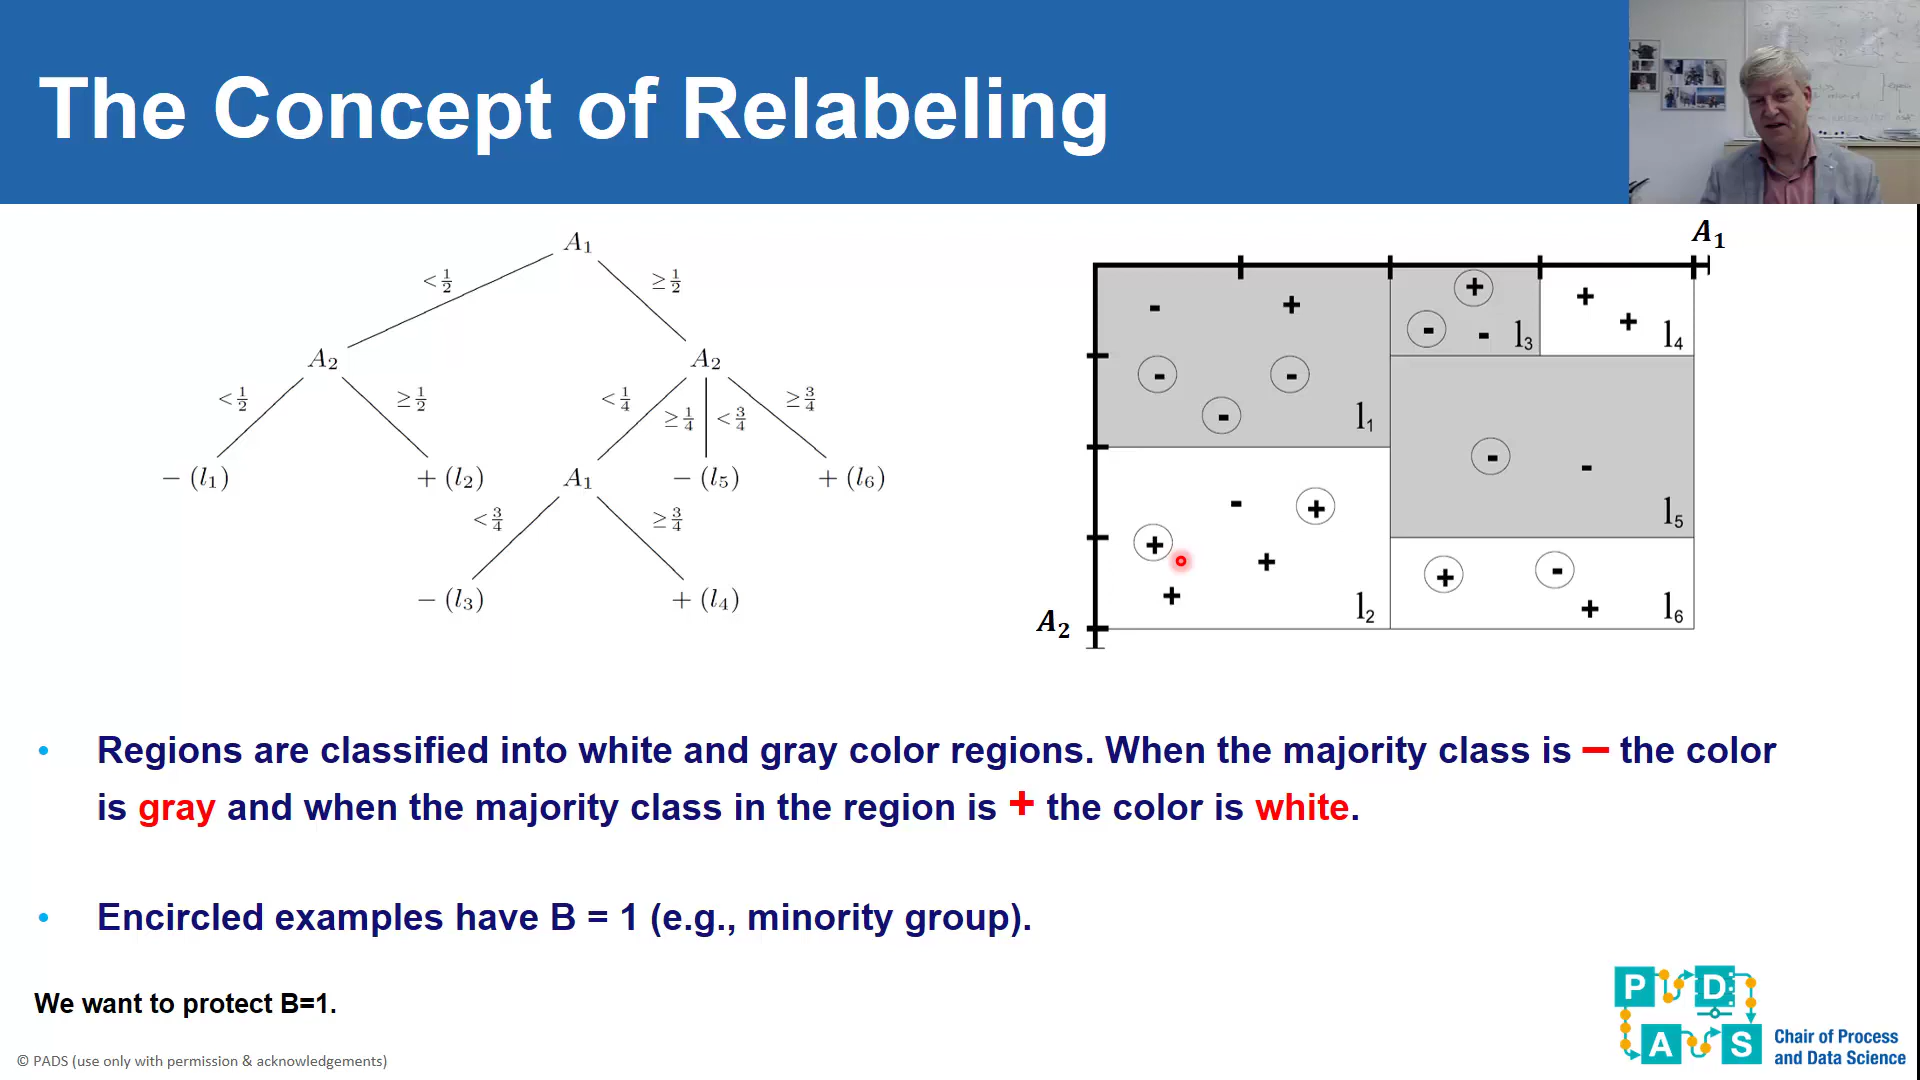 The Concept of Relabeling
A₁
< 1/2
≥ 1/2
A₂
A₂
< 1/2
≥ 1/2
< 1/4
≥ 1/4
< 3/4
≥ 3/4
− (l₁)
+ (l₂)
A₁
− (l₅)
+ (l₆)
< 3/4
≥ 3/4
− (l₃)
+ (l₄)
A₁
- + + - - l₃ + + l₄
- - - l₁
- - l₅
- + + + + l₂
+ - + l₆
A₂
• Regions are classified into white and gray color regions. When the majority class is − the color
is gray and when the majority class in the region is + the color is white.
• Encircled examples have B = 1 (e.g., minority group).
We want to protect B=1.
© PADS (use only with permission & acknowledgements)
P D
A S
Chair of Process
and Data Science